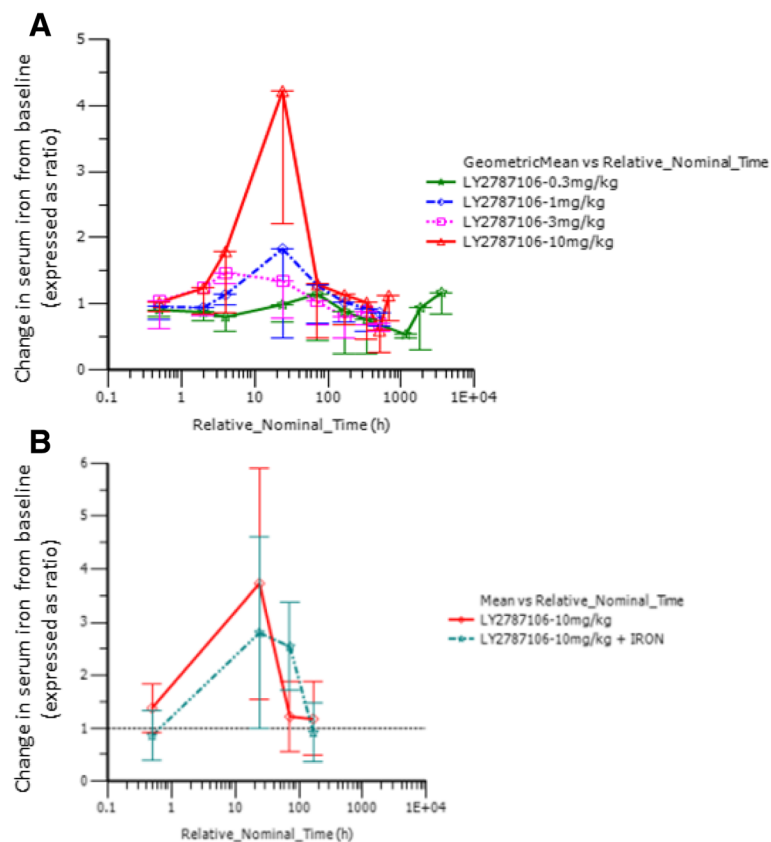 A
Change in serum iron from baseline
(expressed as ratio)
5
4
3
2
1
0
0.1
1
10
100
1000
1E+04
Relative_Nominal_Time (h)
GeometricMean vs Relative_Nominal_Time
LY2787106-0.3mg/kg
LY2787106-1mg/kg
LY2787106-3mg/kg
LY2787106-10mg/kg
B
Change in serum iron from baseline
(expressed as ratio)
6
5
4
3
2
1
0
0.1
1
10
100
1000
1E+04
Relative_Nominal_Time (h)
Mean vs Relative_Nominal_Time
LY2787106-10mg/kg
LY2787106-10mg/kg + IRON